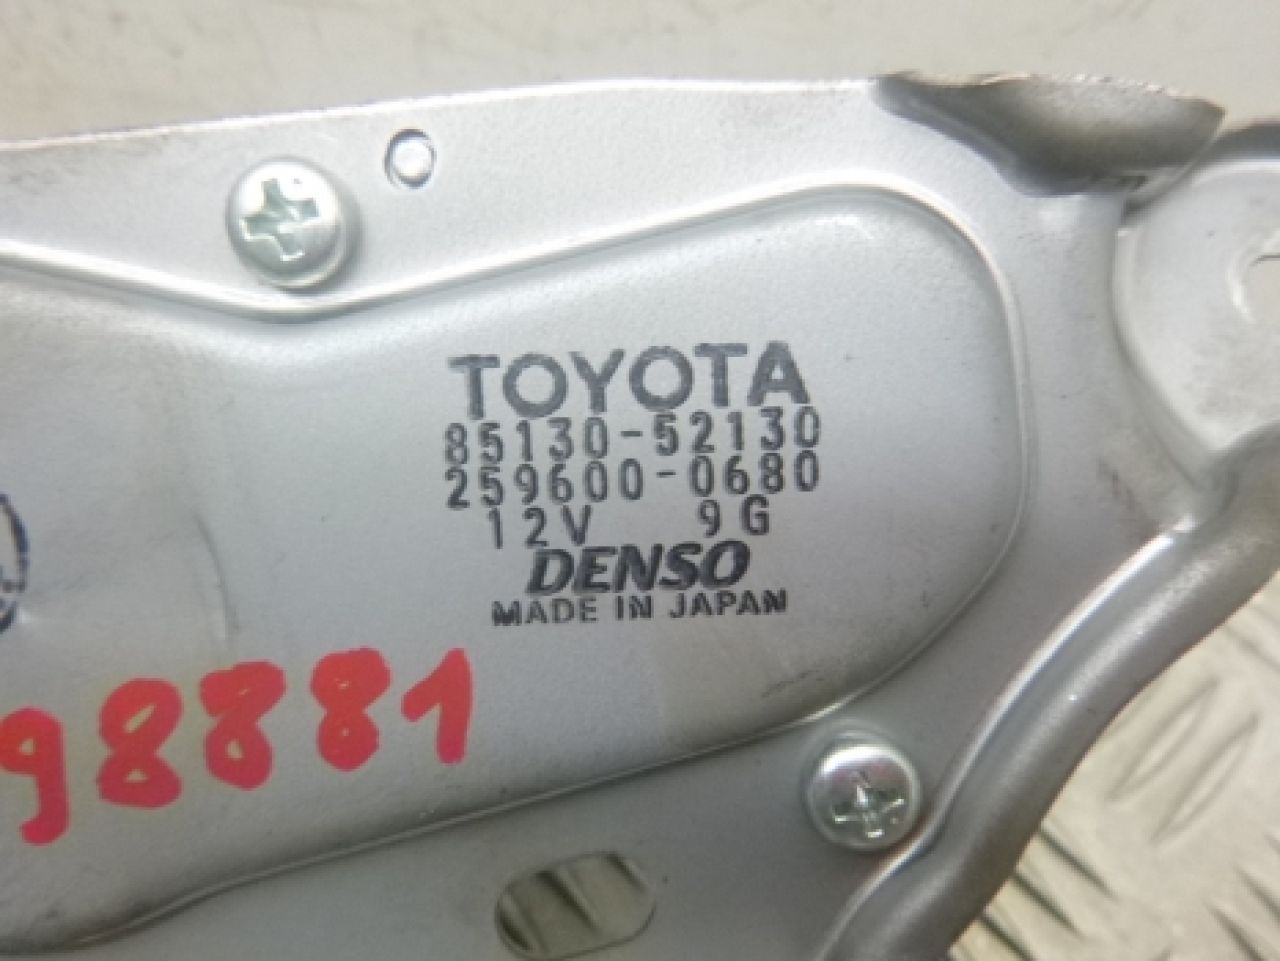 TOYOTA
85130-52130
259600-0680
12V 9G
DENSO
MADE IN JAPAN
98881